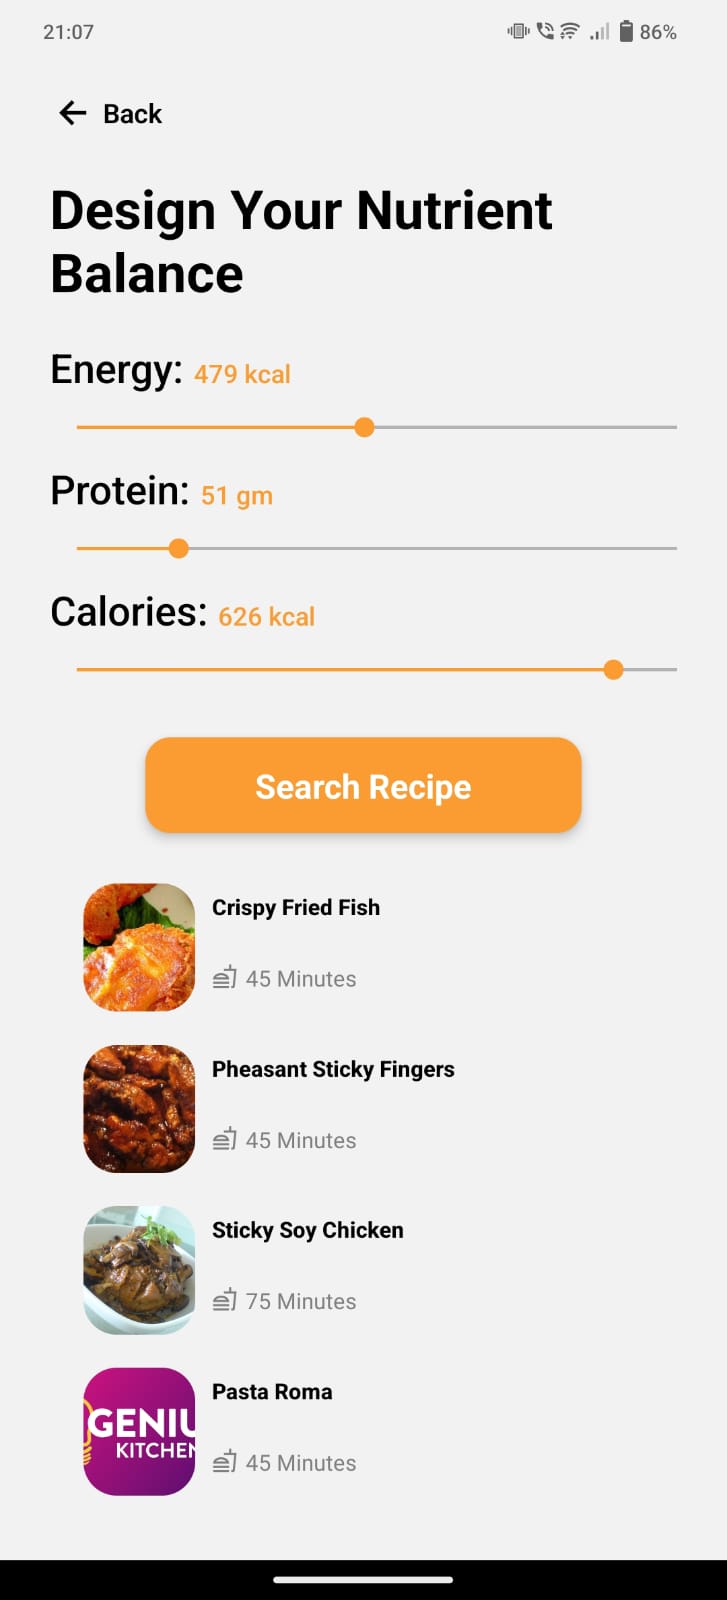 21:07
86%
Back
Design Your Nutrient
Balance
Energy: 479 kcal
Protein: 51 gm
Calories: 626 kcal
Search Recipe
Crispy Fried Fish
45 Minutes
Pheasant Sticky Fingers
45 Minutes
Sticky Soy Chicken
75 Minutes
GENIU
KITCHEN
Pasta Roma
45 Minutes